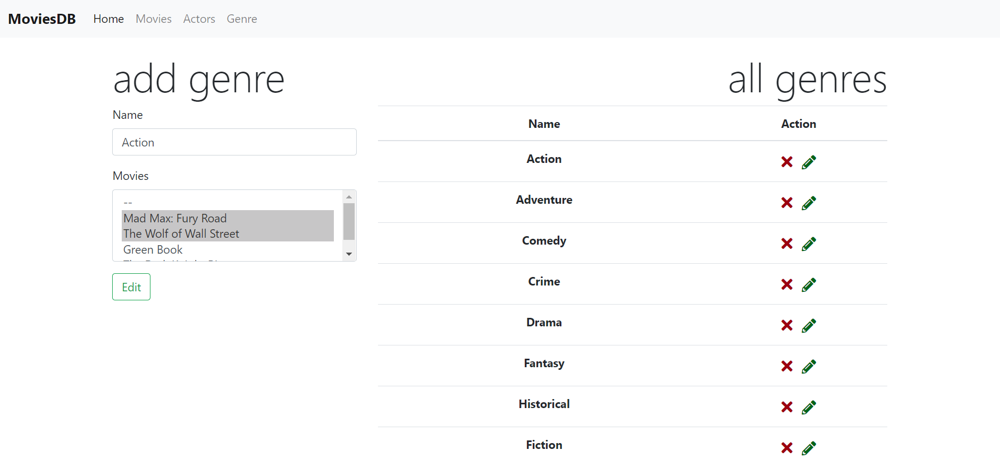 MoviesDB Home Movies Actors Genre
add genre
Name
Action
Movies
--
Mad Max: Fury Road
The Wolf of Wall Street
Green Book
Edit
all genres
Name Action
Action
Adventure
Comedy
Crime
Drama
Fantasy
Historical
Fiction